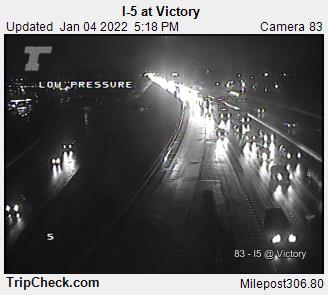 I-5 at Victory
Updated Jan 04 2022 5:18 PM Camera 83
T
LOW PRESSURE
S
83 - I5 @ Victory
TripCheck.com Milepost306.80